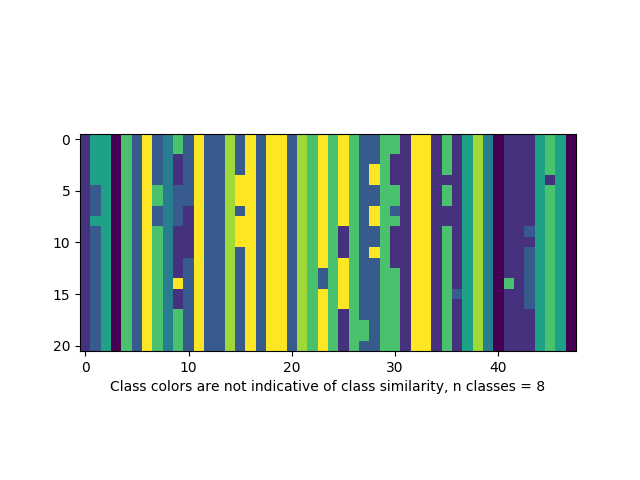 0
5
10
15
20
0 10 20 30 40
Class colors are not indicative of class similarity, n classes = 8